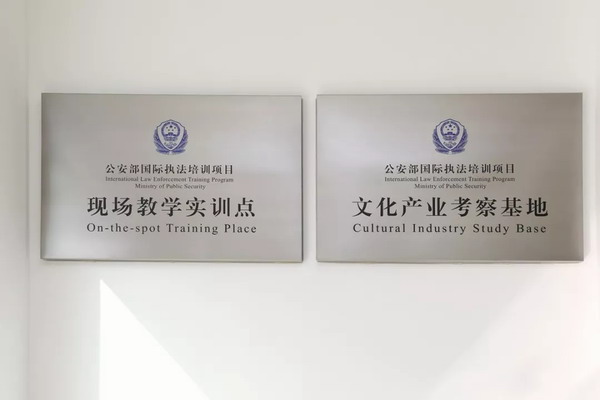 公安部国际执法培训项目
International Law Enforcement Training Program
Ministry of Public Security
现场教学实训点
On-the-spot Training Place
公安部国际执法培训项目
International Law Enforcement Training Program
Ministry of Public Security
文化产业考察基地
Cultural Industry Study Base